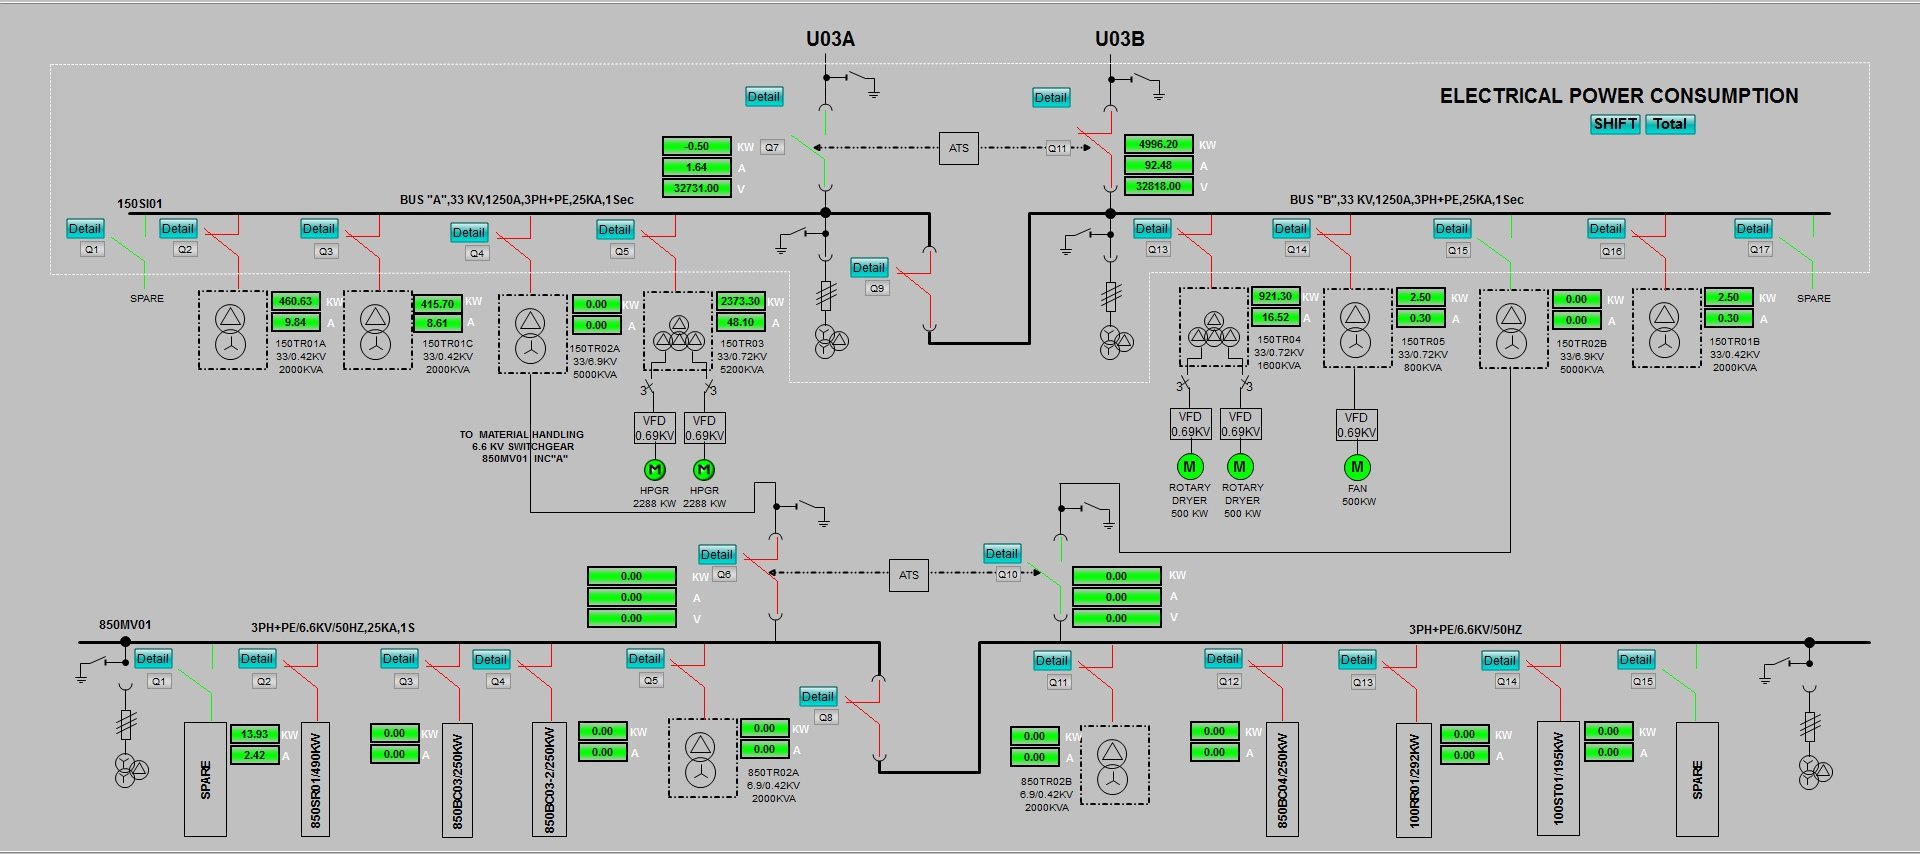 U03A
U03B
ELECTRICAL POWER CONSUMPTION
SHIFT
Total
Detail
Detail
-0.50 KW
1.64 A
32731.00 V
Q7
ATS
Q11
4996.20 KW
92.48 A
32818.00 V
150SI01
BUS "A",33 KV,1250A,3PH+PE,25KA,1Sec
BUS "B",33 KV,1250A,3PH+PE,25KA,1Sec
Detail
Q1
Detail
Q2
Detail
Q3
Detail
Q4
Detail
Q5
Detail
Q9
Detail
Q13
Detail
Q14
Detail
Q15
Detail
Q16
Detail
Q17
SPARE
460.63 KW
9.84 A
150TR01A
33/0.42KV
2000KVA
415.70 KW
8.61 A
150TR01C
33/0.42KV
2000KVA
0.00 KW
0.00 A
150TR02A
33/6.9KV
5000KVA
2373.30 KW
48.10 A
150TR03
33/0.72KV
5200KVA
921.30 KW
16.52 A
150TR04
33/0.72KV
1600KVA
2.50 KW
0.30 A
150TR05
33/0.72KV
800KVA
0.00 KW
0.00 A
150TR02B
33/6.9KV
5000KVA
2.50 KW
0.30 A
150TR01B
33/0.42KV
2000KVA
SPARE
3
3
3
3
VFD
0.69KV
VFD
0.69KV
VFD
0.69KV
VFD
0.69KV
VFD
0.69KV
TO MATERIAL HANDLING
6.6 KV SWITCHGEAR
850MV01 INC"A"
M
HPGR
2288 KW
M
HPGR
2288 KW
M
ROTARY
DRYER
500 KW
M
ROTARY
DRYER
500 KW
M
FAN
500KW
Detail
Q6
0.00 KW
0.00 A
0.00 V
ATS
Detail
Q10
0.00 KW
0.00 A
0.00 V
850MV01
3PH+PE/6.6KV/50HZ,25KA,1S
3PH+PE/6.6KV/50HZ
Detail
Q1
Detail
Q2
Detail
Q3
Detail
Q4
Detail
Q5
Detail
Q8
Detail
Q11
Detail
Q12
Detail
Q13
Detail
Q14
Detail
Q15
SPARE
13.93 KW
2.42 A
850SR01/490KW
0.00 KW
0.00 A
850BC03/250KW
850BC03-2/250KW
0.00 KW
0.00 A
0.00 KW
0.00 A
850TR02A
6.9/0.42KV
2000KVA
0.00 KW
0.00 A
850TR02B
6.9/0.42KV
2000KVA
0.00 KW
0.00 A
850BC04/250KW
100RR01/292KW
0.00 KW
0.00 A
100ST01/195KW
0.00 KW
0.00 A
SPARE